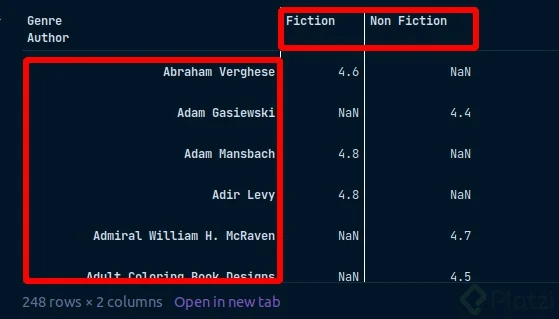 Genre Fiction Non Fiction
Author
Abraham Verghese 4.6 NaN
Adam Gasiewski NaN 4.4
Adam Mansbach 4.8 NaN
Adir Levy 4.8 NaN
Admiral William H. McRaven NaN 4.7
Adult Coloring Book Designs NaN 4.5
248 rows × 2 columns Open in new tab
Platzi